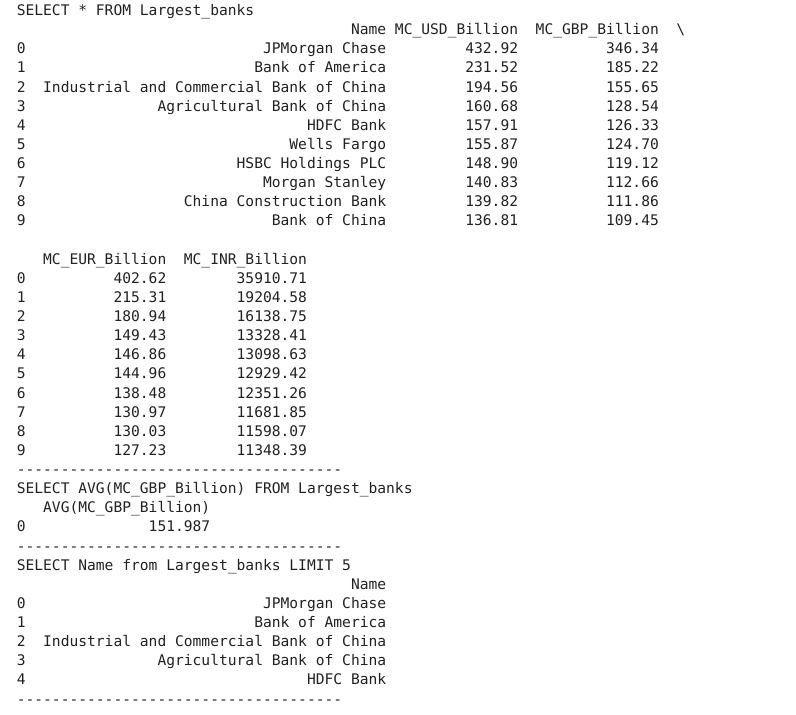 SELECT * FROM Largest_banks
                                      Name MC_USD_Billion  MC_GBP_Billion  \
0                            JPMorgan Chase         432.92          346.34
1                           Bank of America         231.52          185.22
2  Industrial and Commercial Bank of China         194.56          155.65
3                Agricultural Bank of China         160.68          128.54
4                                 HDFC Bank         157.91          126.33
5                               Wells Fargo         155.87          124.70
6                         HSBC Holdings PLC         148.90          119.12
7                            Morgan Stanley         140.83          112.66
8                   China Construction Bank         139.82          111.86
9                             Bank of China         136.81          109.45
   MC_EUR_Billion  MC_INR_Billion
0          402.62        35910.71
1          215.31        19204.58
2          180.94        16138.75
3          149.43        13328.41
4          146.86        13098.63
5          144.96        12929.42
6          138.48        12351.26
7          130.97        11681.85
8          130.03        11598.07
9          127.23        11348.39
-------------------------------------
SELECT AVG(MC_GBP_Billion) FROM Largest_banks
   AVG(MC_GBP_Billion)
0              151.987
-------------------------------------
SELECT Name from Largest_banks LIMIT 5
                                      Name
0                            JPMorgan Chase
1                           Bank of America
2  Industrial and Commercial Bank of China
3                Agricultural Bank of China
4                                 HDFC Bank
-------------------------------------